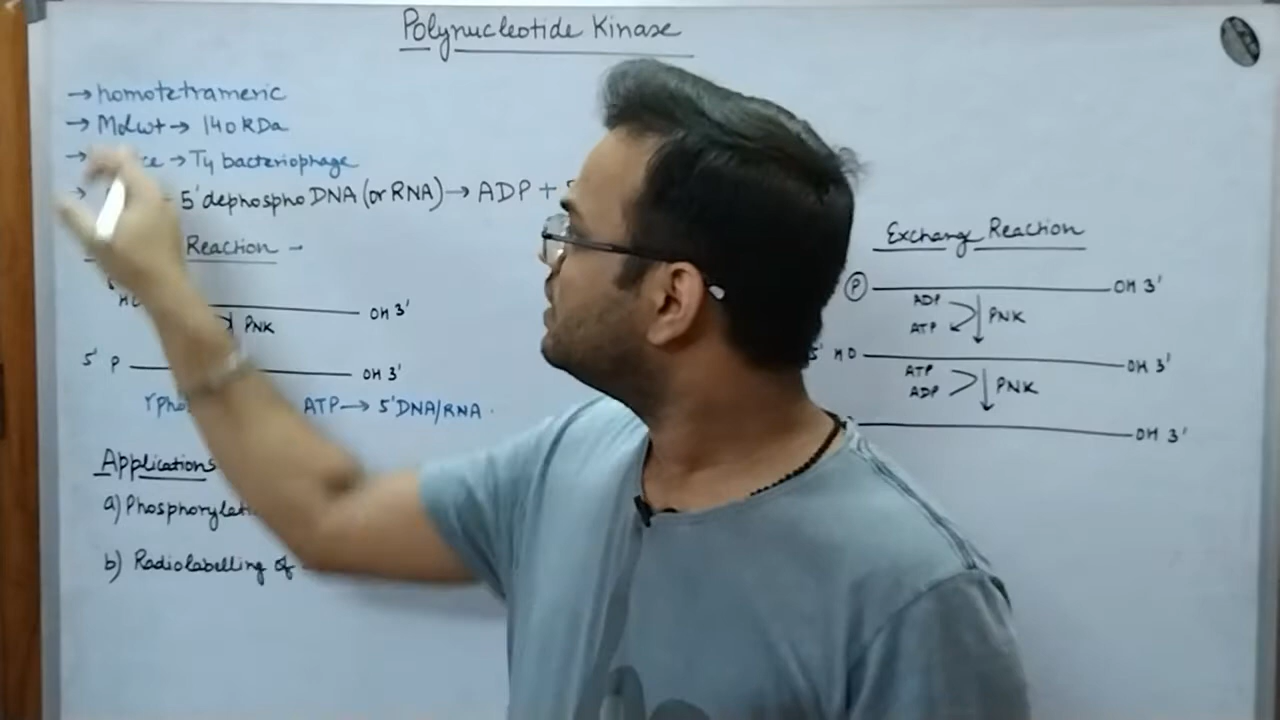 Polynucleotide Kinase
→ homotetrameric
→ Molwt → 140 kDa
→ → T4 bacteriophage
→ 5' dephospho DNA (or RNA) → ADP +
Reaction -
OH 3'
PNK
5' P OH 3'
ATP → 5' DNA/RNA.
Applications
a) 
b) Radiolabelling of
Exchange Reaction
P OH 3'
ADP
ATP
PNK
5' HO OH 3'
ATP
ADP
PNK
OH 3'